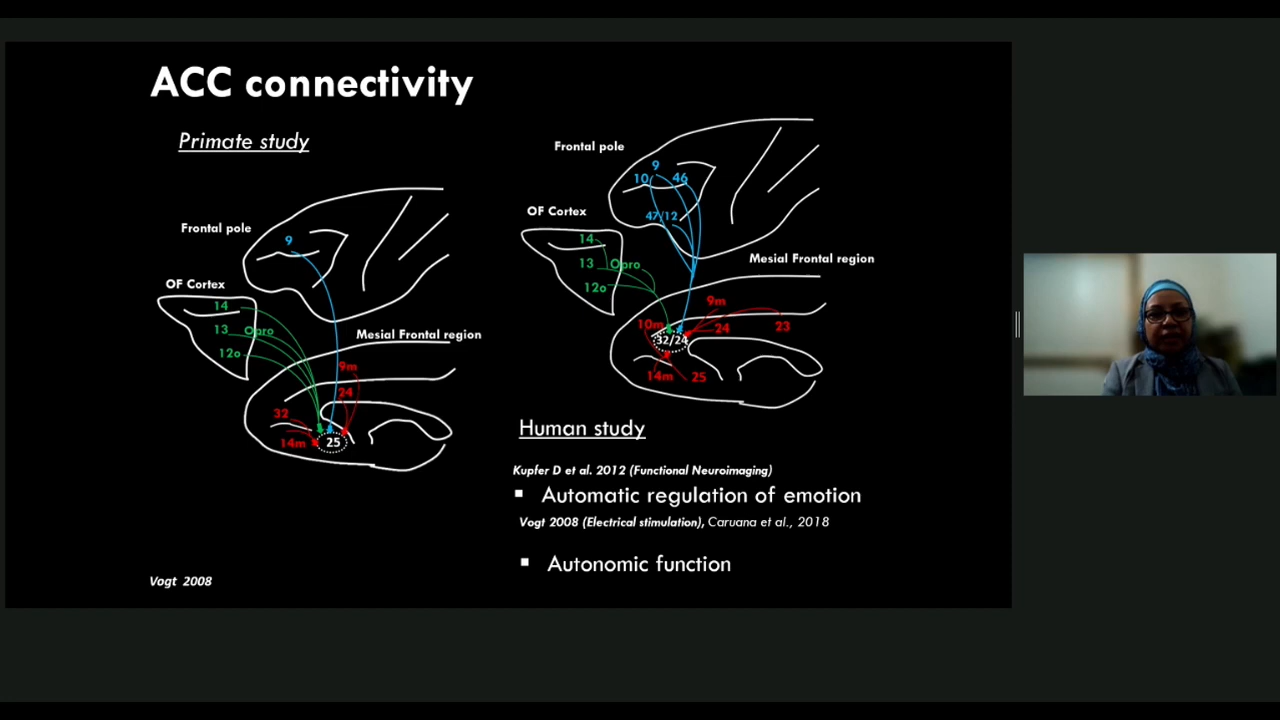 ACC connectivity
Primate study
Frontal pole
9
OF Cortex
14
13 Opro
12o
Mesial Frontal region
9m
24
32
14m
25
Vogt 2008
Frontal pole
9
10 46
47/12
OF Cortex
14
13 Opro
12o
Mesial Frontal region
9m
10m 24 23
32/24
14m 25
Human study
Kupfer D et al. 2012 (Functional Neuroimaging)
▪ Automatic regulation of emotion
Vogt 2008 (Electrical stimulation), Caruana et al., 2018
▪ Autonomic function